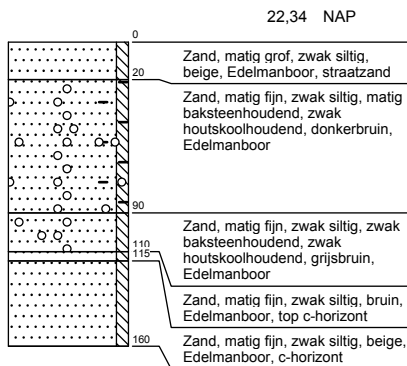 22,34 NAP
0
Zand, matig grof, zwak siltig,
beige, Edelmanboor, straatzand
20
Zand, matig fijn, zwak siltig, matig
baksteenhoudend, zwak
houtskoolhoudend, donkerbruin,
Edelmanboor
90
Zand, matig fijn, zwak siltig, zwak
baksteenhoudend, zwak
houtskoolhoudend, grijsbruin,
Edelmanboor
110
115
Zand, matig fijn, zwak siltig, bruin,
Edelmanboor, top c-horizont
160
Zand, matig fijn, zwak siltig, beige,
Edelmanboor, c-horizont